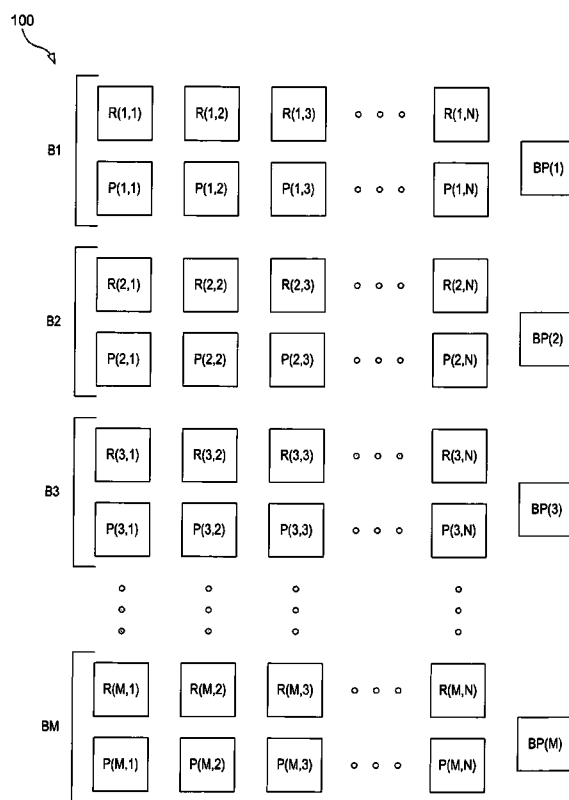 100
R(1,1) R(1,2) R(1,3) R(1,N)
B1
BP(1)
P(1,1) P(1,2) P(1,3) P(1,N)
R(2,1) R(2,2) R(2,3) R(2,N)
B2
BP(2)
P(2,1) P(2,2) P(2,3) P(2,N)
R(3,1) R(3,2) R(3,3) R(3,N)
B3
BP(3)
P(3,1) P(3,2) P(3,3) P(3,N)
R(M,1) R(M,2) R(M,3) R(M,N)
BM
BP(M)
P(M,1) P(M,2) P(M,3) P(M,N)